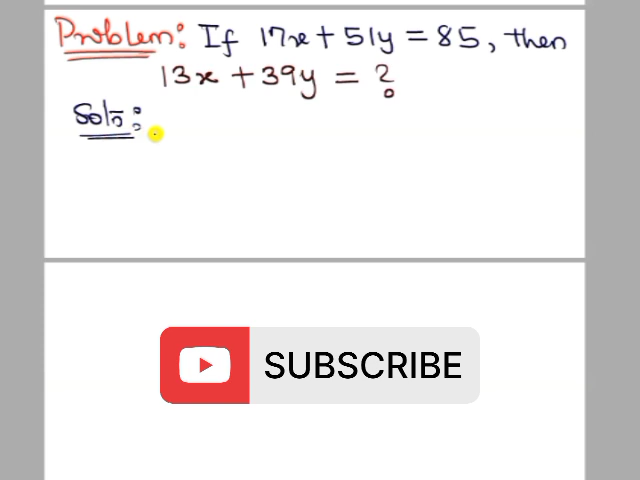 Problem: If 17x + 51y = 85, then
13x + 39y = ?
Soln:
SUBSCRIBE